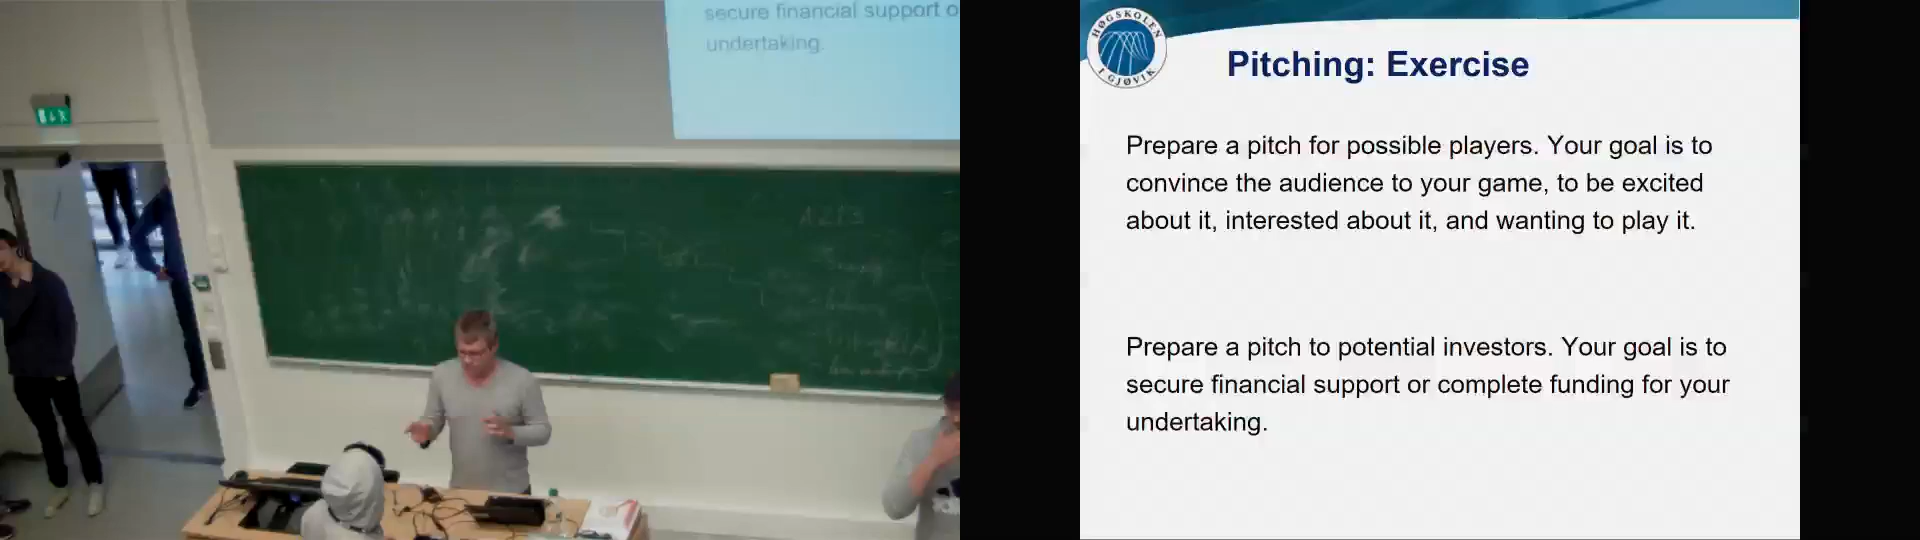 secure financial support o
undertaking.
HØGSKOLEN
I GJØVIK
Pitching: Exercise
Prepare a pitch for possible players. Your goal is to
convince the audience to your game, to be excited
about it, interested about it, and wanting to play it.
Prepare a pitch to potential investors. Your goal is to
secure financial support or complete funding for your
undertaking.